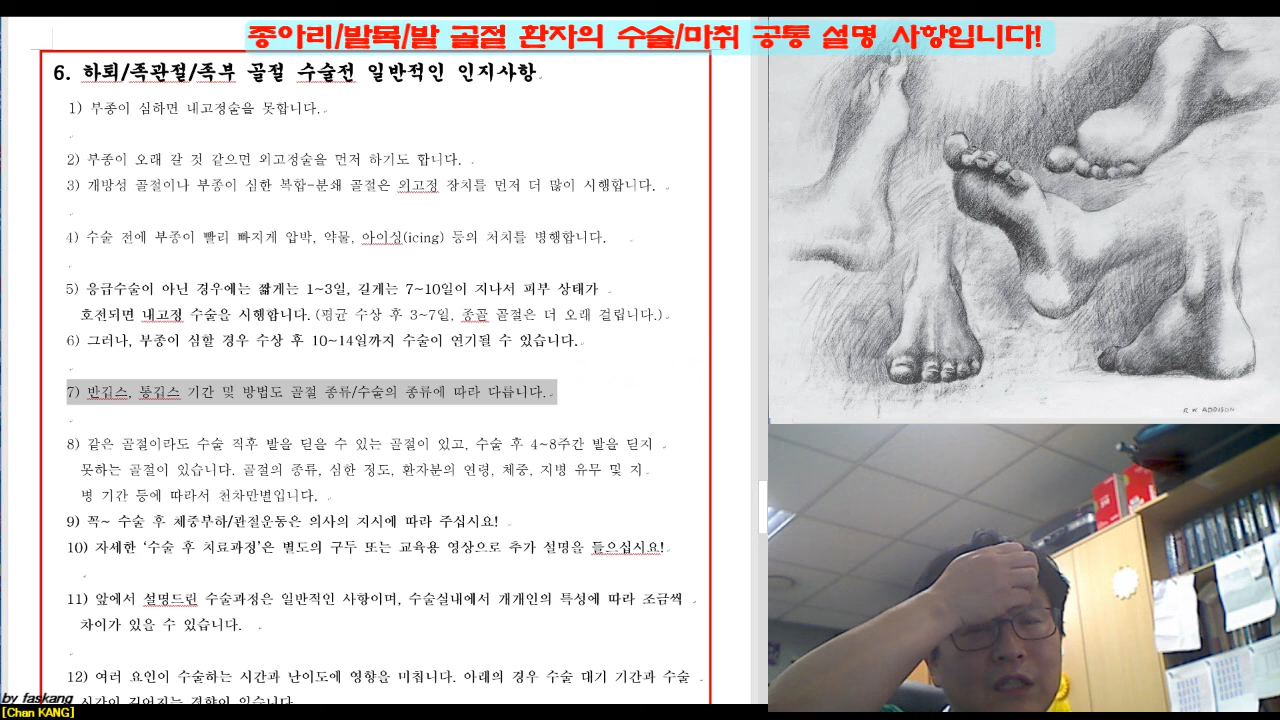 종아리/발목/발 골절 환자의 수술/마취 공통 설명 사항입니다!
6. 하퇴/족관절/족부 골절 수술전 일반적인 인지사항
1) 부종이 심하면 내고정술을 못합니다.
2) 부종이 오래 갈 것 같으면 외고정술을 먼저 하기도 합니다.
3) 개방성 골절이나 부종이 심한 복합-분쇄 골절은 외고정 장치를 먼저 더 많이 시행합니다.
4) 수술 전에 부종이 빨리 빠지게 압박, 약물, 아이싱(icing) 등의 처치를 병행합니다.
5) 응급수술이 아닌 경우에는 짧게는 1~3일, 길게는 7~10일이 지나서 피부 상태가
호전되면 내고정 수술을 시행합니다. (평균 수상 후 3~7일, 종골 골절은 더 오래 걸립니다.)
6) 그러나, 부종이 심할 경우 수상 후 10~14일까지 수술이 연기될 수 있습니다.
7) 반깁스, 통깁스 기간 및 방법도 골절 종류/수술의 종류에 따라 다릅니다.
8) 같은 골절이라도 수술 직후 발을 딛을 수 있는 골절이 있고, 수술 후 4~8주간 발을 딛지
못하는 골절이 있습니다. 골절의 종류, 심한 정도, 환자분의 연령, 체중, 지병 유무 및 지
병 기간 등에 따라서 천차만별입니다.
9) 꼭~ 수술 후 체중부하/관절운동은 의사의 지시에 따라 주십시요!
10) 자세한 '수술 후 치료과정'은 별도의 구두 또는 교육용 영상으로 추가 설명을 들으십시요!
11) 앞에서 설명드린 수술과정은 일반적인 사항이며, 수술실내에서 개개인의 특성에 따라 조금씩
차이가 있을 수 있습니다.
12) 여러 요인이 수술하는 시간과 난이도에 영향을 미칩니다. 아래의 경우 수술 대기 기간과 수술
시간이 길어지는 경향이 있습니다
R W ADDISON
by faskang
[Chan KANG]